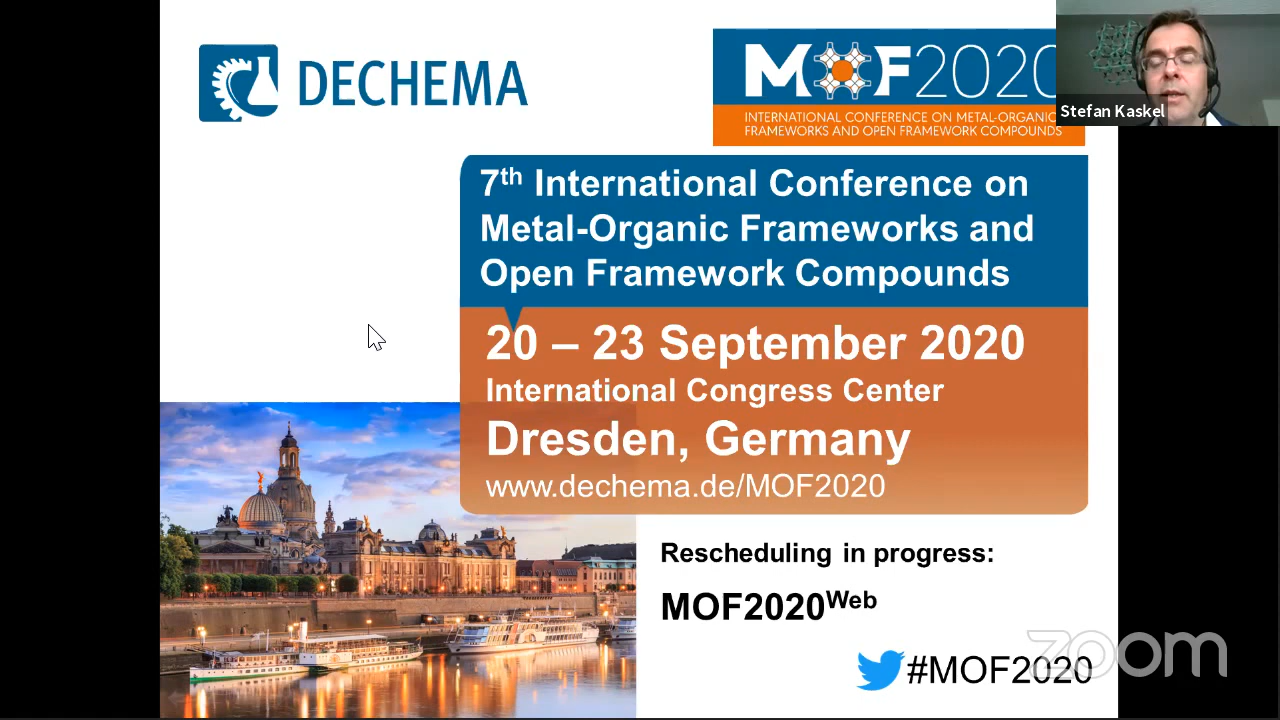 DECHEMA
MOF2020
INTERNATIONAL CONFERENCE ON METAL-ORGANIC
FRAMEWORKS AND OPEN FRAMEWORK COMPOUNDS
Stefan Kaskel
7th International Conference on
Metal-Organic Frameworks and
Open Framework Compounds
20 – 23 September 2020
International Congress Center
Dresden, Germany
www.dechema.de/MOF2020
Rescheduling in progress:
MOF2020Web
#MOF2020
zoom